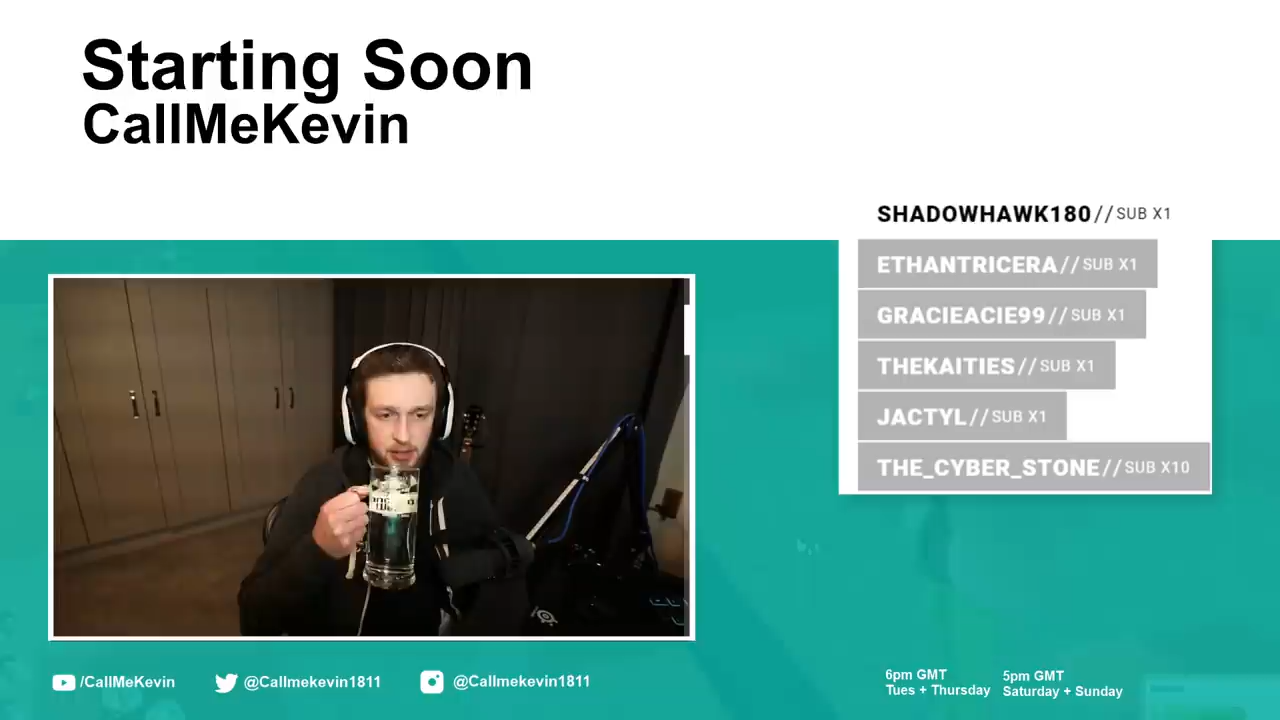 Starting Soon
CallMeKevin
SHADOWHAWK180//SUB X1
ETHANTRICERA//SUB X1
GRACIEACIE99//SUB X1
THEKAITIES//SUB X1
JACTYL//SUB X1
THE_CYBER_STONE//SUB X10
/CallMeKevin
@Callmekevin1811
@Callmekevin1811
6pm GMT
Tues + Thursday
5pm GMT
Saturday + Sunday